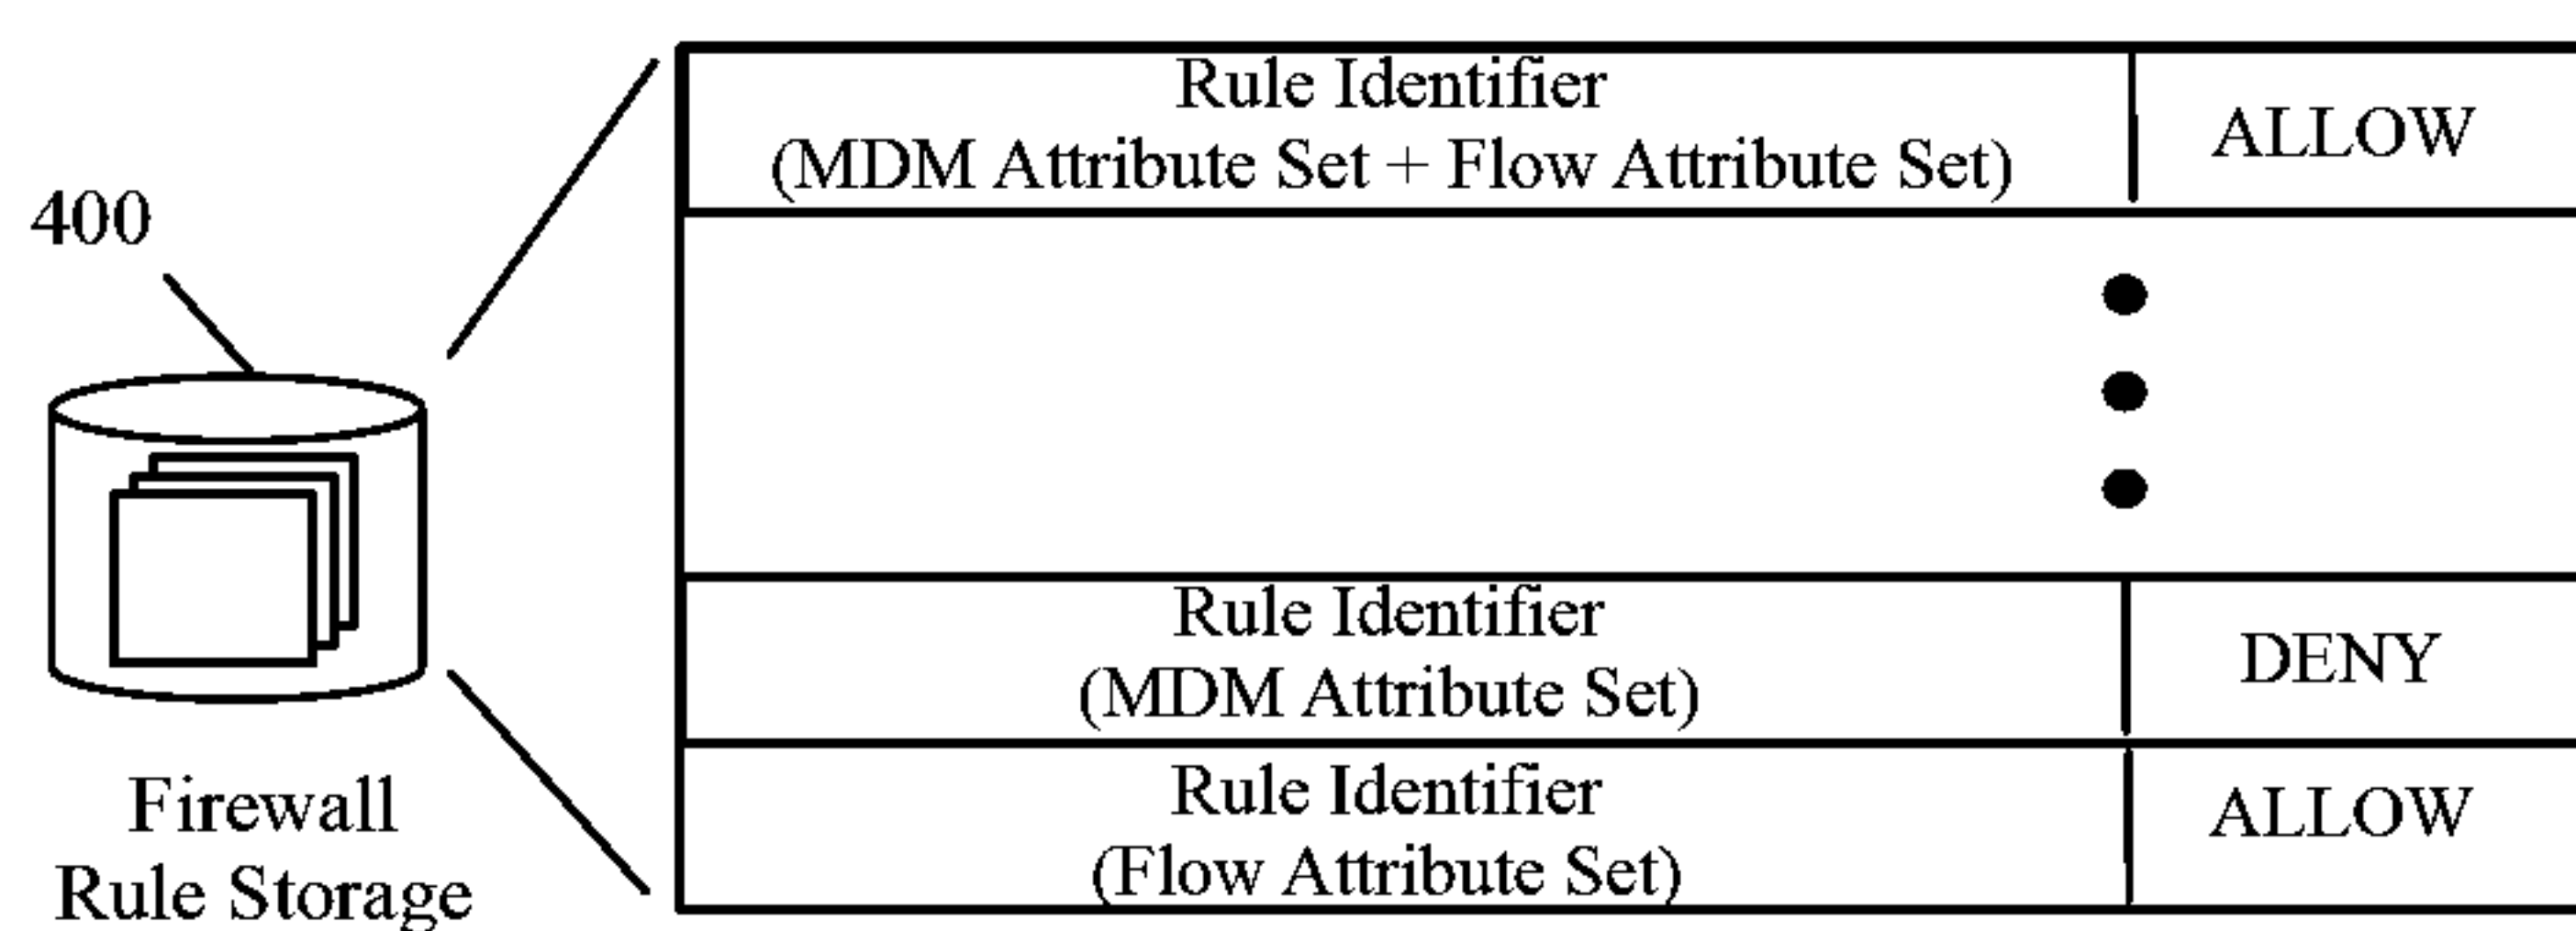 400
Firewall
Rule Storage
Rule Identifier
(MDM Attribute Set + Flow Attribute Set)
ALLOW
Rule Identifier
(MDM Attribute Set)
DENY
Rule Identifier
(Flow Attribute Set)
ALLOW